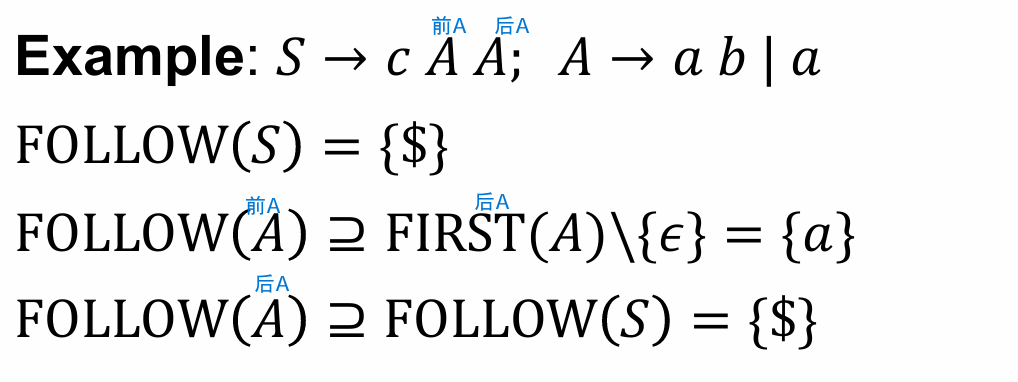 前A 后A
Example: S → c A A; A → a b | a
FOLLOW(S) = {$}
前A 后A
FOLLOW(A) ⊇ FIRST(A)\{ϵ} = {a}
后A
FOLLOW(A) ⊇ FOLLOW(S) = {$}